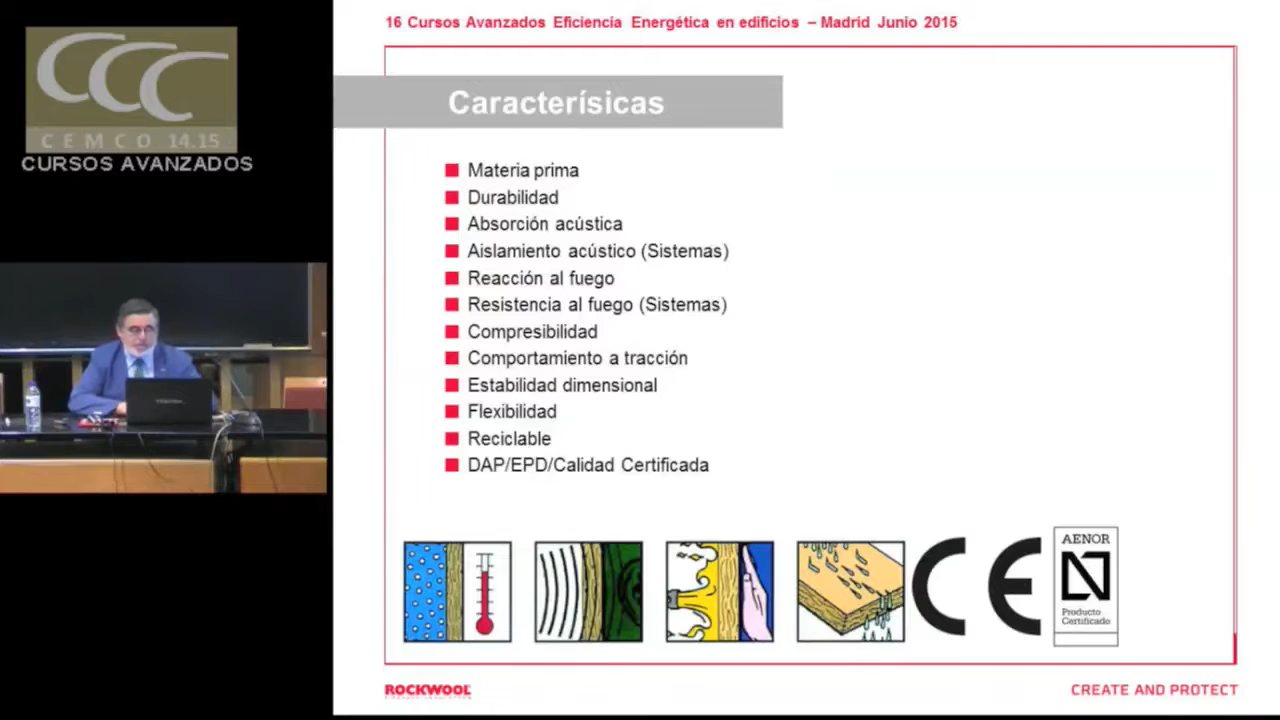 16 Cursos Avanzados Eficiencia Energética en edificios – Madrid Junio 2015
CEMCO 14.15
CURSOS AVANZADOS
Caracterísicas
Materia prima
Durabilidad
Absorción acústica
Aislamiento acústico (Sistemas)
Reacción al fuego
Resistencia al fuego (Sistemas)
Compresibilidad
Comportamiento a tracción
Estabilidad dimensional
Flexibilidad
Reciclable
DAP/EPD/Calidad Certificada
CE
AENOR
N
Producto
Certificado
ROCKWOOL
CREATE AND PROTECT